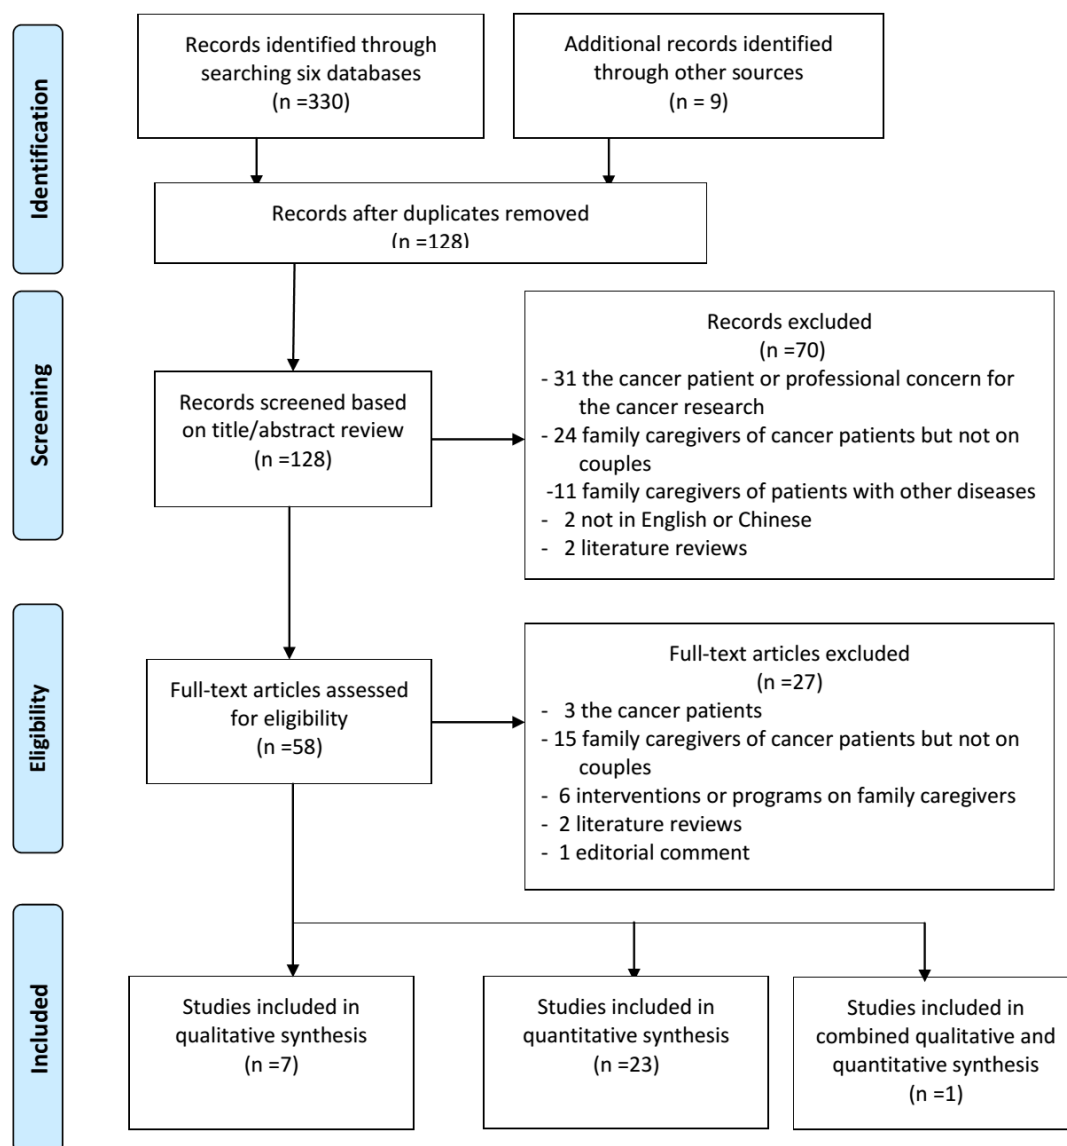 Identification
Records identified through
searching six databases
(n =330)
Additional records identified
through other sources
(n = 9)
Records after duplicates removed
(n =128)
Screening
Records screened based
on title/abstract review
(n =128)
Records excluded
(n =70)
- 31 the cancer patient or professional concern for
the cancer research
- 24 family caregivers of cancer patients but not on
couples
-11 family caregivers of patients with other diseases
- 2 not in English or Chinese
- 2 literature reviews
Eligibility
Full-text articles assessed
for eligibility
(n =58)
Full-text articles excluded
(n =27)
- 3 the cancer patients
- 15 family caregivers of cancer patients but not on
couples
- 6 interventions or programs on family caregivers
- 2 literature reviews
- 1 editorial comment
Included
Studies included in
qualitative synthesis
(n =7)
Studies included in
quantitative synthesis
(n =23)
Studies included in
combined qualitative and
quantitative synthesis
(n =1)